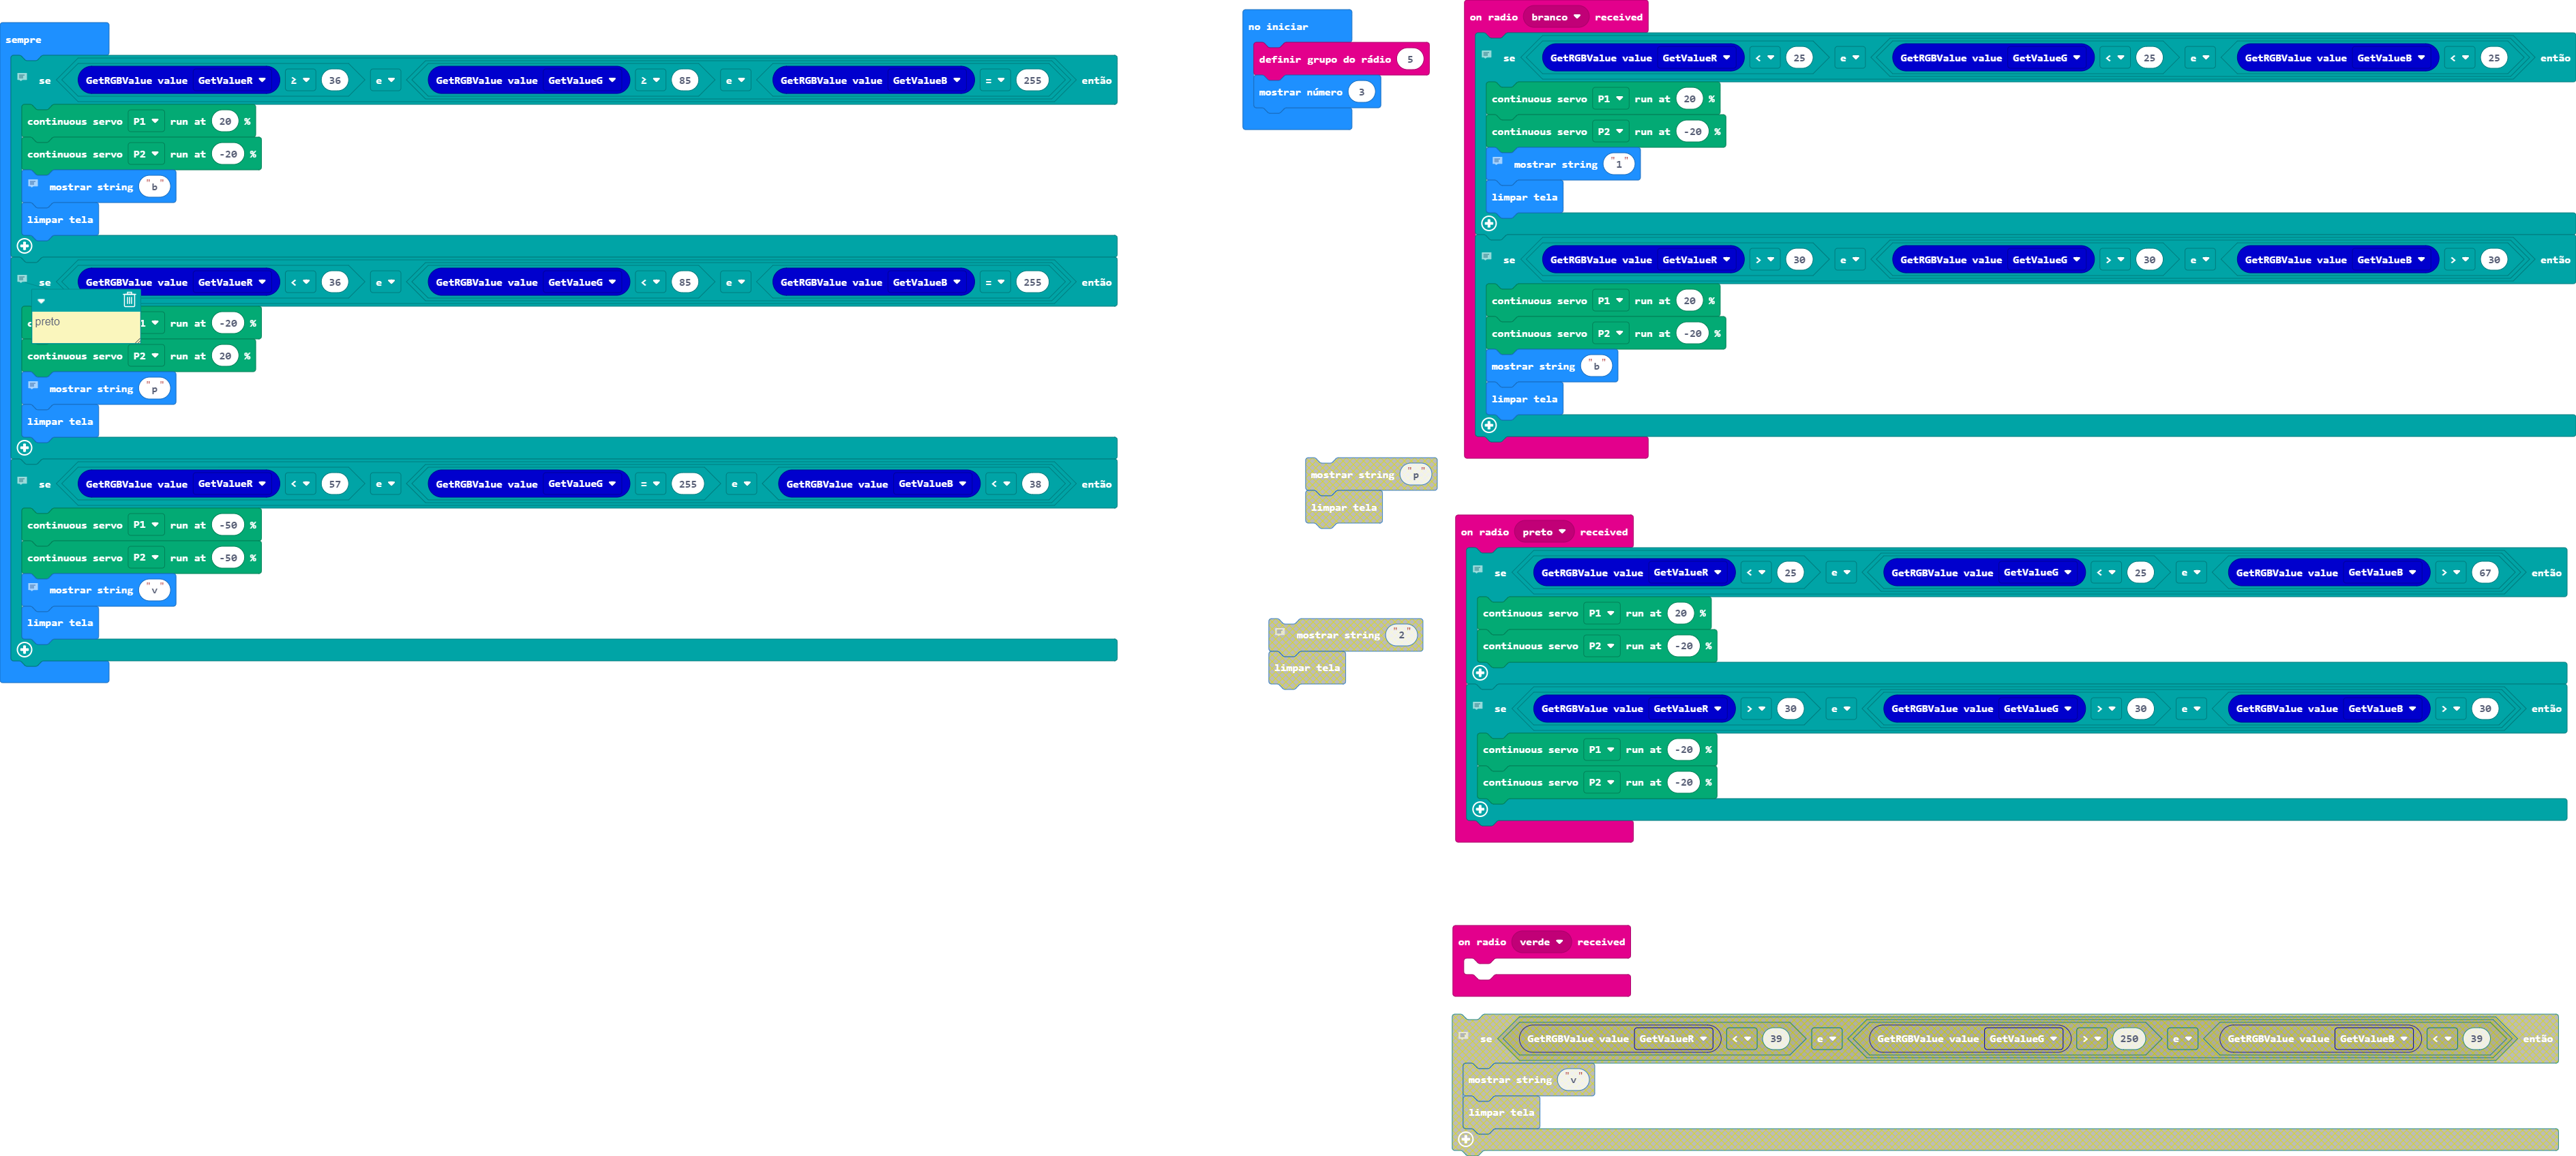 sempre
se GetRGBValue value GetValueR ≥ 36 e GetRGBValue value GetValueG ≥ 85 e GetRGBValue value GetValueB = 255 então
continuous servo P1 run at 20 %
continuous servo P2 run at -20 %
mostrar string "b"
limpar tela
se GetRGBValue value GetValueR < 36 e GetRGBValue value GetValueG < 85 e GetRGBValue value GetValueB = 255 então
preto
1 run at -20 %
continuous servo P2 run at 20 %
mostrar string "p"
limpar tela
se GetRGBValue value GetValueR < 57 e GetRGBValue value GetValueG = 255 e GetRGBValue value GetValueB < 38 então
continuous servo P1 run at -50 %
continuous servo P2 run at -50 %
mostrar string "v"
limpar tela
no iniciar
definir grupo do rádio 5
mostrar número 3
mostrar string "p"
limpar tela
mostrar string "2"
limpar tela
on radio branco received
se GetRGBValue value GetValueR < 25 e GetRGBValue value GetValueG < 25 e GetRGBValue value GetValueB < 25 então
continuous servo P1 run at 20 %
continuous servo P2 run at -20 %
mostrar string "1"
limpar tela
se GetRGBValue value GetValueR > 30 e GetRGBValue value GetValueG > 30 e GetRGBValue value GetValueB > 30 então
continuous servo P1 run at 20 %
continuous servo P2 run at -20 %
mostrar string "b"
limpar tela
on radio preto received
se GetRGBValue value GetValueR < 25 e GetRGBValue value GetValueG < 25 e GetRGBValue value GetValueB > 67 então
continuous servo P1 run at 20 %
continuous servo P2 run at -20 %
se GetRGBValue value GetValueR > 30 e GetRGBValue value GetValueG > 30 e GetRGBValue value GetValueB > 30 então
continuous servo P1 run at -20 %
continuous servo P2 run at -20 %
on radio verde received
se GetRGBValue value GetValueR < 39 e GetRGBValue value GetValueG > 250 e GetRGBValue value GetValueB < 39 então
mostrar string "v"
limpar tela